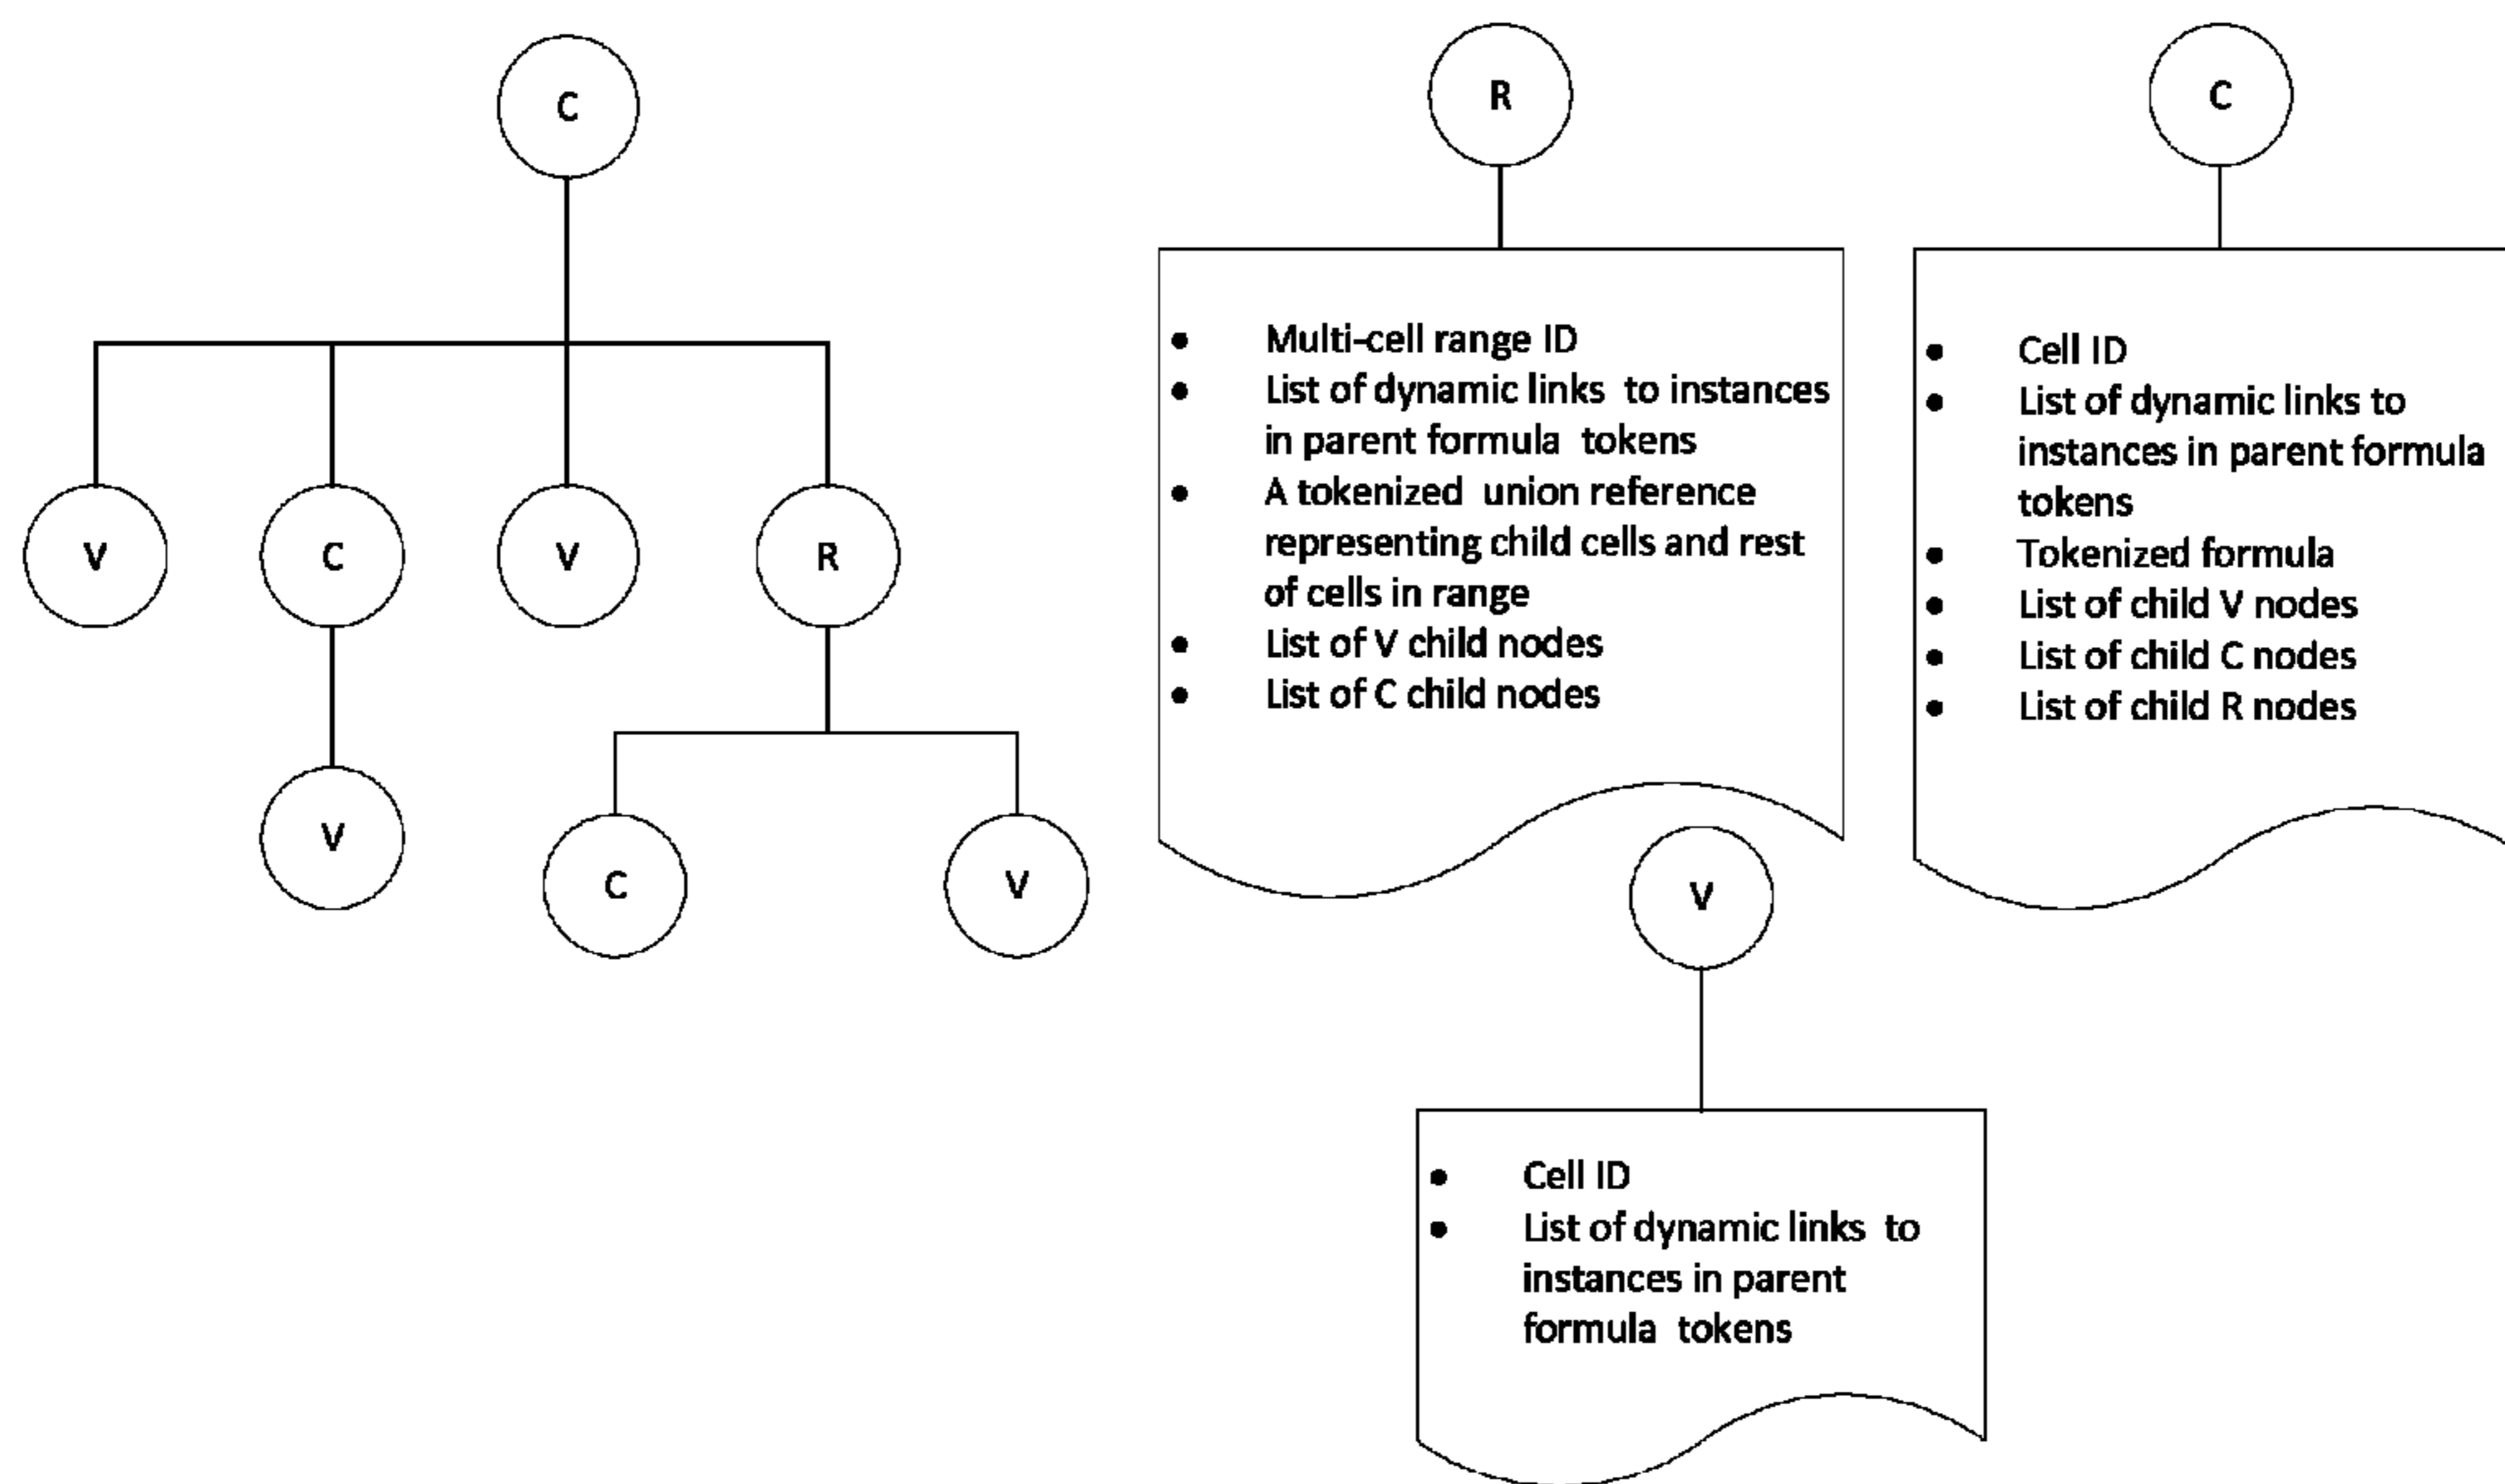 C
V
C
V
R
V
C
V
R
• Multi-cell range ID
• List of dynamic links to instances
in parent formula tokens
• A tokenized union reference
representing child cells and rest
of cells in range
• List of V child nodes
• List of C child nodes
C
• Cell ID
• List of dynamic links to
instances in parent formula
tokens
• Tokenized formula
• List of child V nodes
• List of child C nodes
• List of child R nodes
V
• Cell ID
• List of dynamic links to
instances in parent
formula tokens